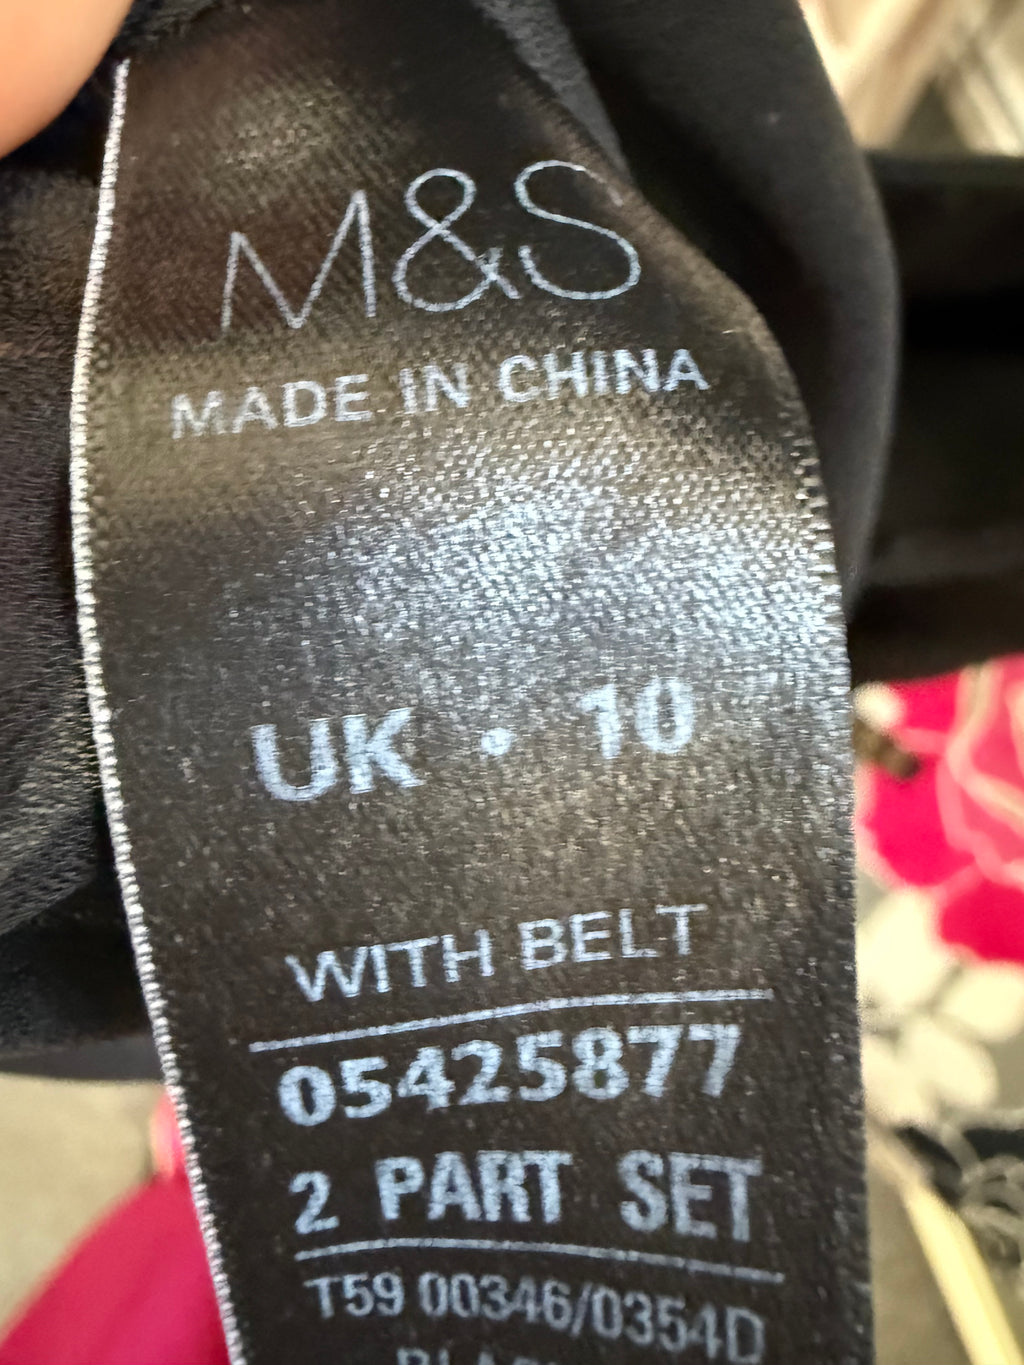 M&S
MADE IN CHINA
UK • 10
WITH BELT
05425877
2 PART SET
T59 00346/0354D